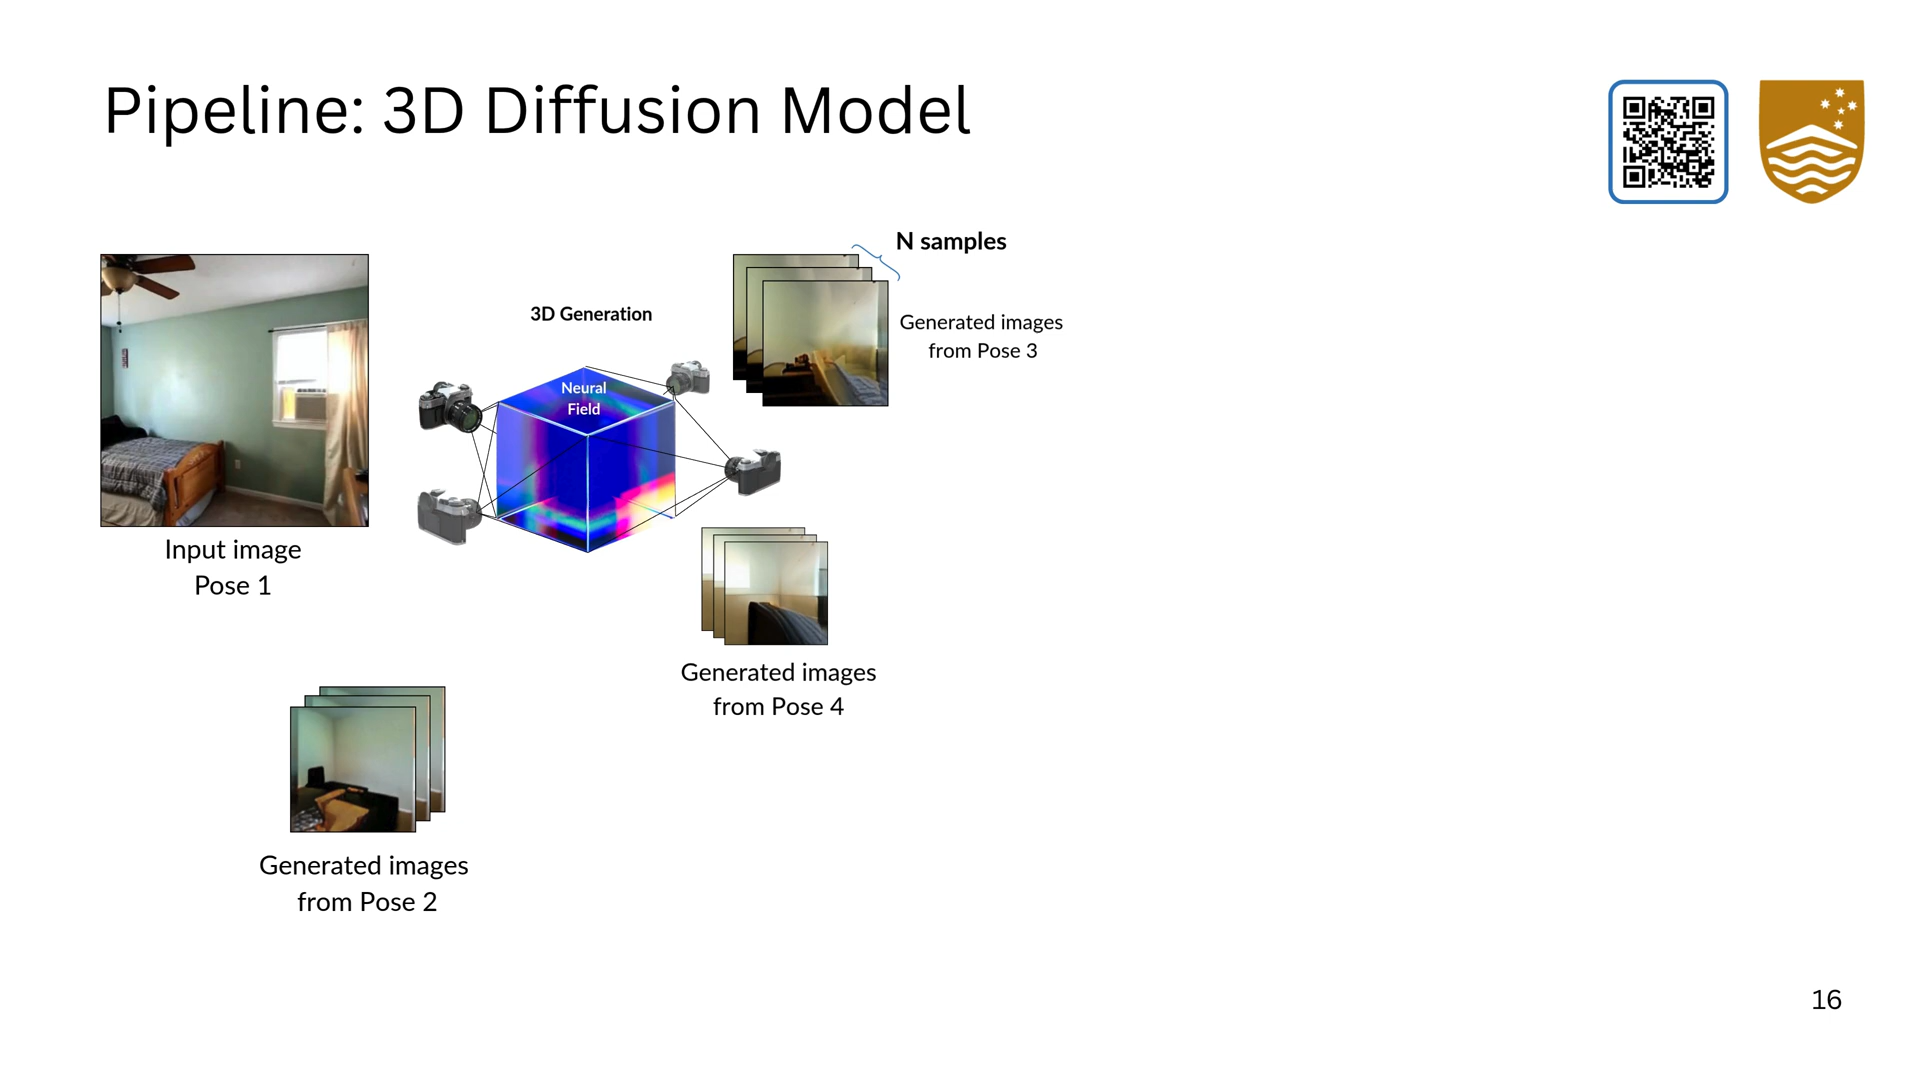 Pipeline: 3D Diffusion Model
N samples
3D Generation
Generated images
from Pose 3
Neural
Field
Input image
Pose 1
Generated images
from Pose 4
Generated images
from Pose 2
16